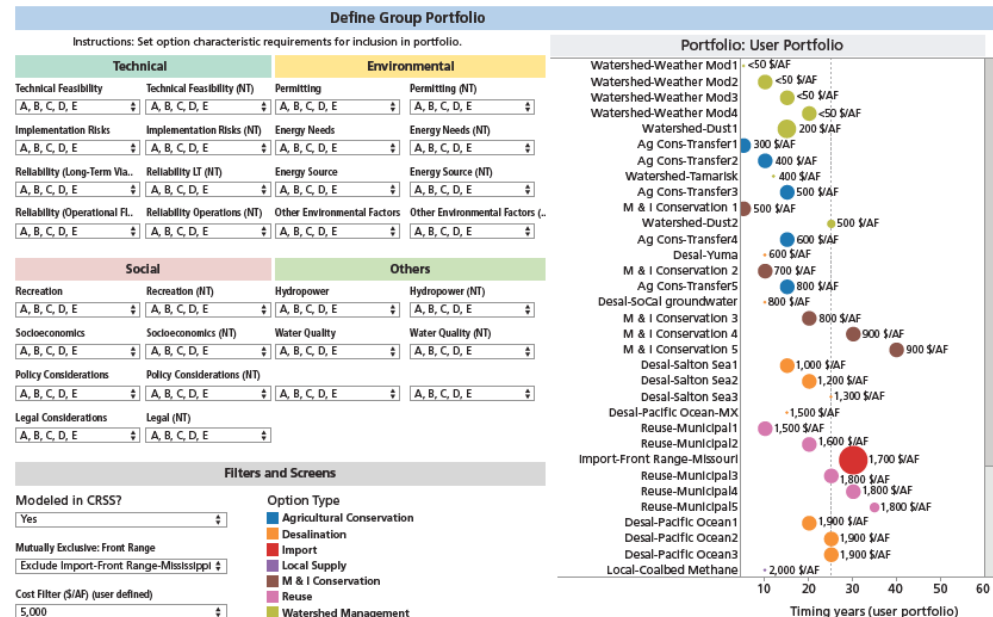 Define Group Portfolio
Instructions: Set option characteristic requirements for inclusion in portfolio.
Technical
Environmental
Technical Feasibility
Technical Feasibility (NT)
Permitting
Permitting (NT)
A, B, C, D, E
A, B, C, D, E
A, B, C, D, E
A, B, C, D, E
Implementation Risks
Implementation Risks (NT)
Energy Needs
Energy Needs (NT)
A, B, C, D, E
A, B, C, D, E
A, B, C, D, E
A, B, C, D, E
Reliability (Long-Term Via..
Reliability LT (NT)
Energy Source
Energy Source (NT)
A, B, C, D, E
A, B, C, D, E
A, B, C, D, E
A, B, C, D, E
Reliability (Operational Fl..
Reliability Operations (NT)
Other Environmental Factors
Other Environmental Factors (..
A, B, C, D, E
A, B, C, D, E
A, B, C, D, E
A, B, C, D, E
Social
Others
Recreation
Recreation (NT)
Hydropower
Hydropower (NT)
A, B, C, D, E
A, B, C, D, E
A, B, C, D, E
A, B, C, D, E
Socioeconomics
Socioeconomics (NT)
Water Quality
Water Quality (NT)
A, B, C, D, E
A, B, C, D, E
A, B, C, D, E
A, B, C, D, E
Policy Considerations
Policy Considerations (NT)
A, B, C, D, E
A, B, C, D, E
A, B, C, D, E
A, B, C, D, E
Legal Considerations
Legal (NT)
A, B, C, D, E
A, B, C, D, E
Filters and Screens
Modeled in CRSS?
Yes
Mutually Exclusive: Front Range
Exclude Import-Front Range-Mississippi
Cost Filter ($/AF) (user defined)
5,000
Option Type
Agricultural Conservation
Desalination
Import
Local Supply
M & I Conservation
Reuse
Watershed Management
Portfolio: User Portfolio
Watershed-Weather Mod1 <50 $/AF
Watershed-Weather Mod2 <50 $/AF
Watershed-Weather Mod3 <50 $/AF
Watershed-Weather Mod4 <50 $/AF
Watershed-Dust1 200 $/AF
Ag Cons-Transfer1 300 $/AF
Ag Cons-Transfer2 400 $/AF
Watershed-Tamarisk 400 $/AF
Ag Cons-Transfer3 500 $/AF
M & I Conservation 1 500 $/AF
Watershed-Dust2 500 $/AF
Ag Cons-Transfer4 600 $/AF
Desal-Yuma 600 $/AF
M & I Conservation 2 700 $/AF
Ag Cons-Transfer5 800 $/AF
Desal-SoCal groundwater 800 $/AF
M & I Conservation 3 800 $/AF
M & I Conservation 4 900 $/AF
M & I Conservation 5 900 $/AF
Desal-Salton Sea1 1,000 $/AF
Desal-Salton Sea2 1,200 $/AF
Desal-Salton Sea3 1,300 $/AF
Desal-Pacific Ocean-MX 1,500 $/AF
Reuse-Municipal1 1,500 $/AF
Reuse-Municipal2 1,600 $/AF
Import-Front Range-Missouri 1,700 $/AF
Reuse-Municipal3 1,800 $/AF
Reuse-Municipal4 1,800 $/AF
Reuse-Municipal5 1,800 $/AF
Desal-Pacific Ocean1 1,900 $/AF
Desal-Pacific Ocean2 1,900 $/AF
Desal-Pacific Ocean3 1,900 $/AF
Local-Coalbed Methane 2,000 $/AF
10 20 30 40 50 60
Timing years (user portfolio)